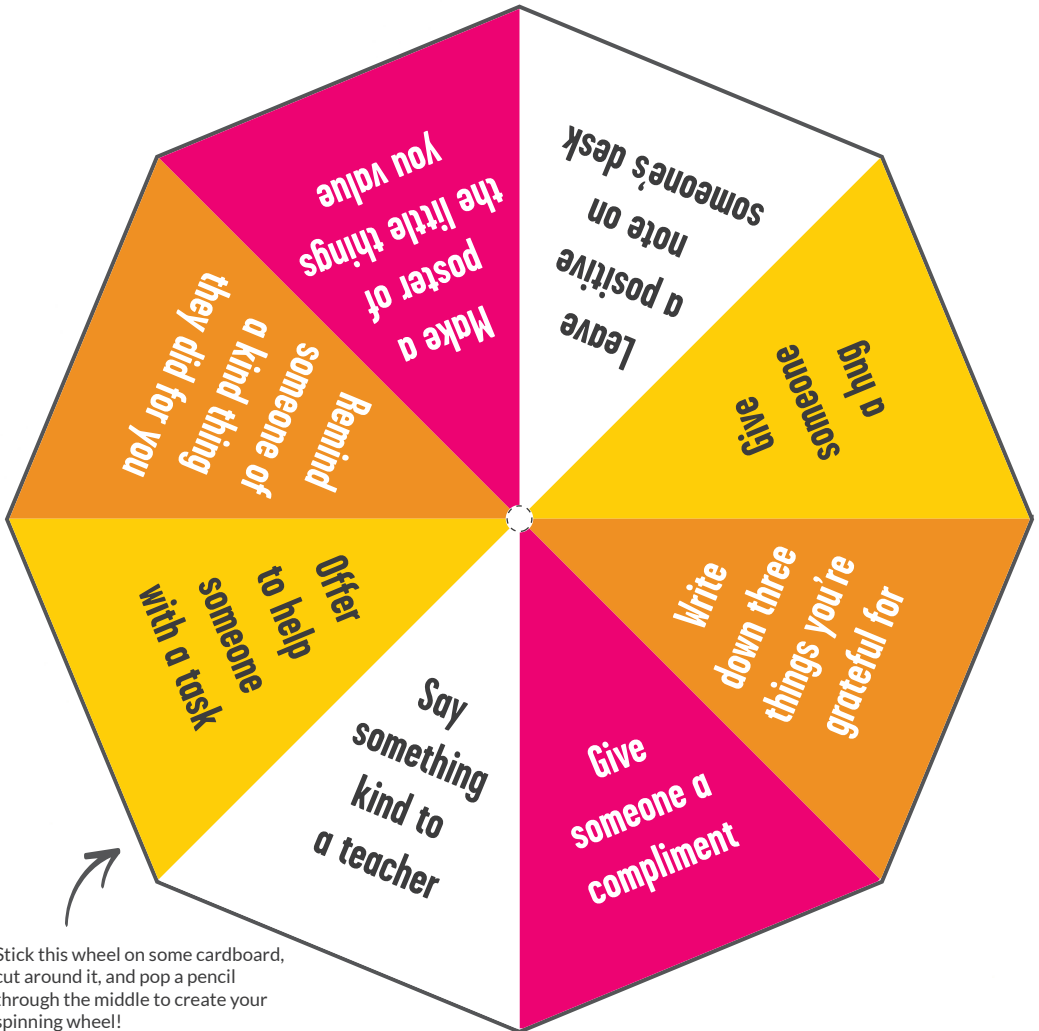 Leave
a positive
note on
someone's desk
Give
someone
a hug
Write
down three
things you're
grateful for
Give
someone a
compliment
Say
something
kind to
a teacher
Offer
to help
someone
with a task
Remind
someone of
a kind thing
they did for you
Make a
poster of
the little things
you value
Stick this wheel on some cardboard,
cut around it, and pop a pencil
through the middle to create your
spinning wheel!